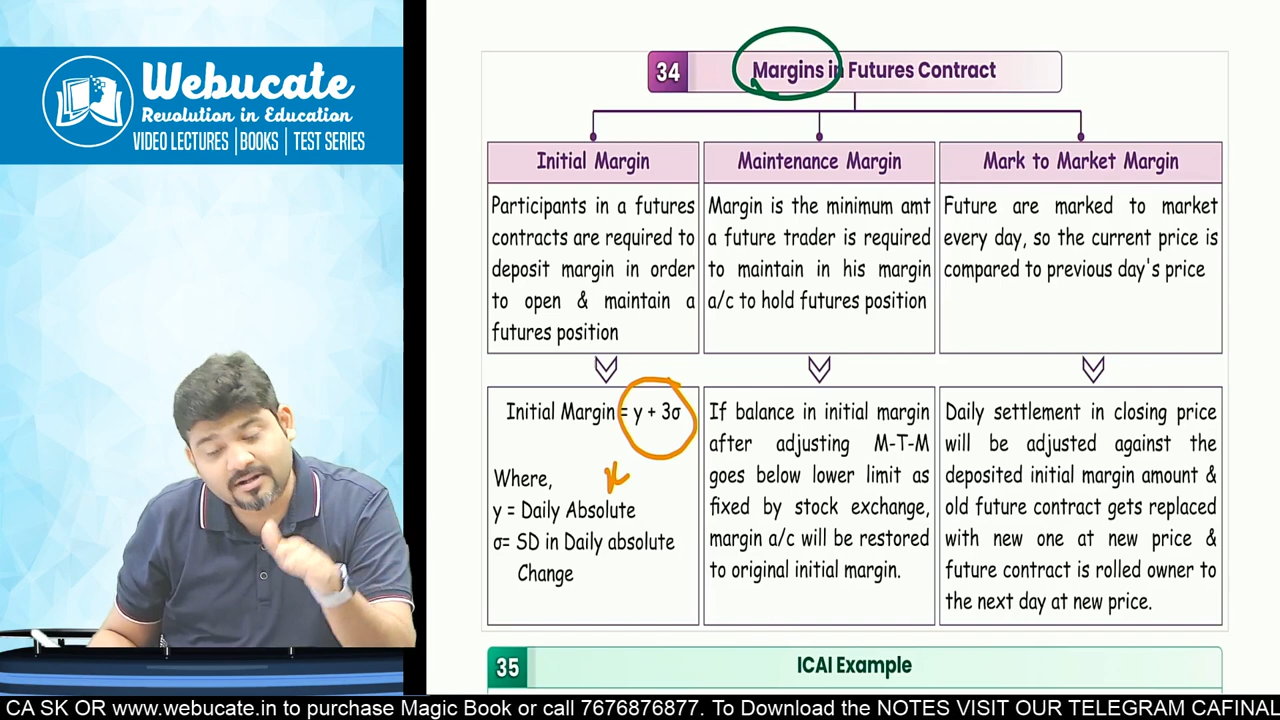 Webucate
Revolution in Education
VIDEO LECTURES | BOOKS | TEST SERIES
34 Margins in Futures Contract
Initial Margin
Participants in a futures
contracts are required to
deposit margin in order
to open & maintain a
futures position
Initial Margin = y + 3σ
Where,
y = Daily Absolute
σ= SD in Daily absolute
Change
Maintenance Margin
Margin is the minimum amt
a future trader is required
to maintain in his margin
a/c to hold futures position
If balance in initial margin
after adjusting M-T-M
goes below lower limit as
fixed by stock exchange,
margin a/c will be restored
to original initial margin.
Mark to Market Margin
Future are marked to market
every day, so the current price is
compared to previous day's price
Daily settlement in closing price
will be adjusted against the
deposited initial margin amount &
old future contract gets replaced
with new one at new price &
future contract is rolled owner to
the next day at new price.
35 ICAI Example
CA SK OR www.webucate.in to purchase Magic Book or call 7676876877. To Download the NOTES VISIT OUR TELEGRAM CAFINAL